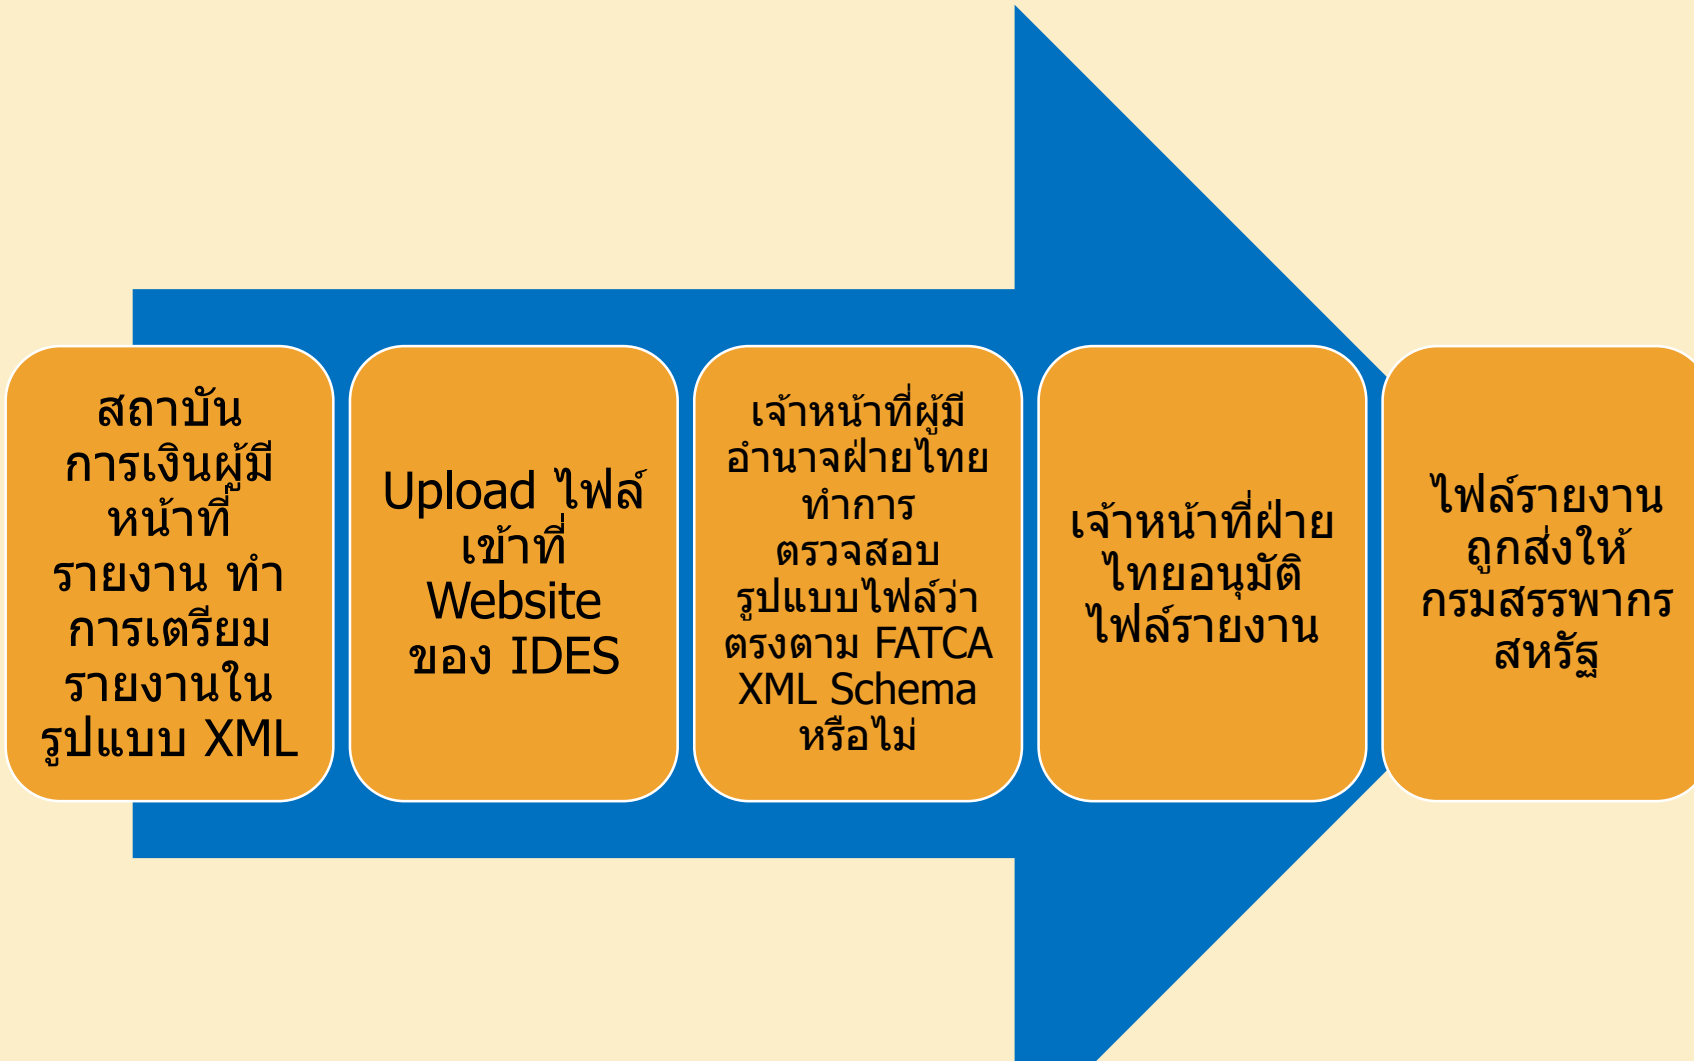 สถาบัน
การเงินผู้มี
หน้าที่
รายงาน ทำ
การเตรียม
รายงานใน
รูปแบบ XML
Upload ไฟล์
เข้าที่
Website
ของ IDES
เจ้าหน้าที่ผู้มี
อำนาจฝ่ายไทย
ทำการ
ตรวจสอบ
รูปแบบไฟล์ว่า
ตรงตาม FATCA
XML Schema
หรือไม่
เจ้าหน้าที่ฝ่าย
ไทยอนุมัติ
ไฟล์รายงาน
ไฟล์รายงาน
ถูกส่งให้
กรมสรรพากร
สหรัฐ